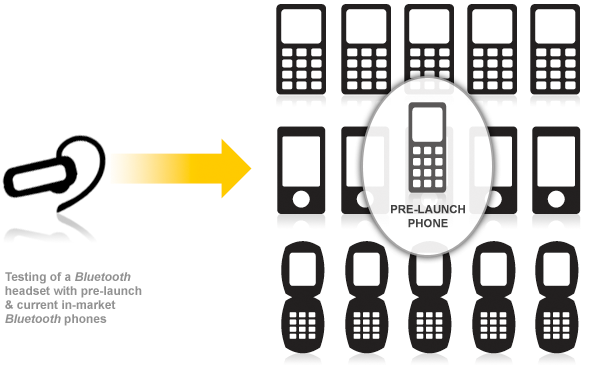 PRE-LAUNCH
PHONE
Testing of a Bluetooth
headset with pre-launch
& current in-market
Bluetooth phones